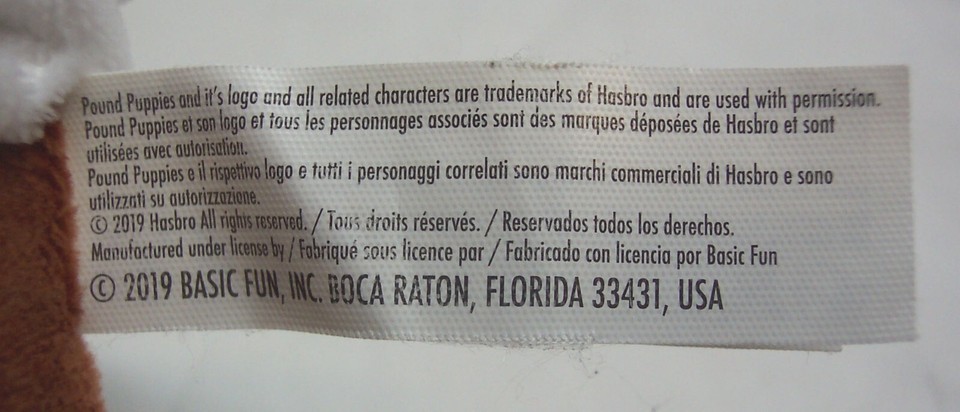 Pound Puppies and it's logo and all related characters are trademarks of Hasbro and are used with permission.
Pound Puppies et son logo et tous les personnages associés sont des marques déposées de Hasbro et sont
utilisées avec autorisation.
Pound Puppies e il rispettivo logo e tutti i personaggi correlati sono marchi commerciali di Hasbro e sono
utilizzati su autorizzazione.
© 2019 Hasbro All rights reserved. / Tous droits réservés. / Reservados todos los derechos.
Manufactured under license by / Fabriqué sous licence par / Fabricado con licencia por Basic Fun
© 2019 BASIC FUN, INC. BOCA RATON, FLORIDA 33431, USA